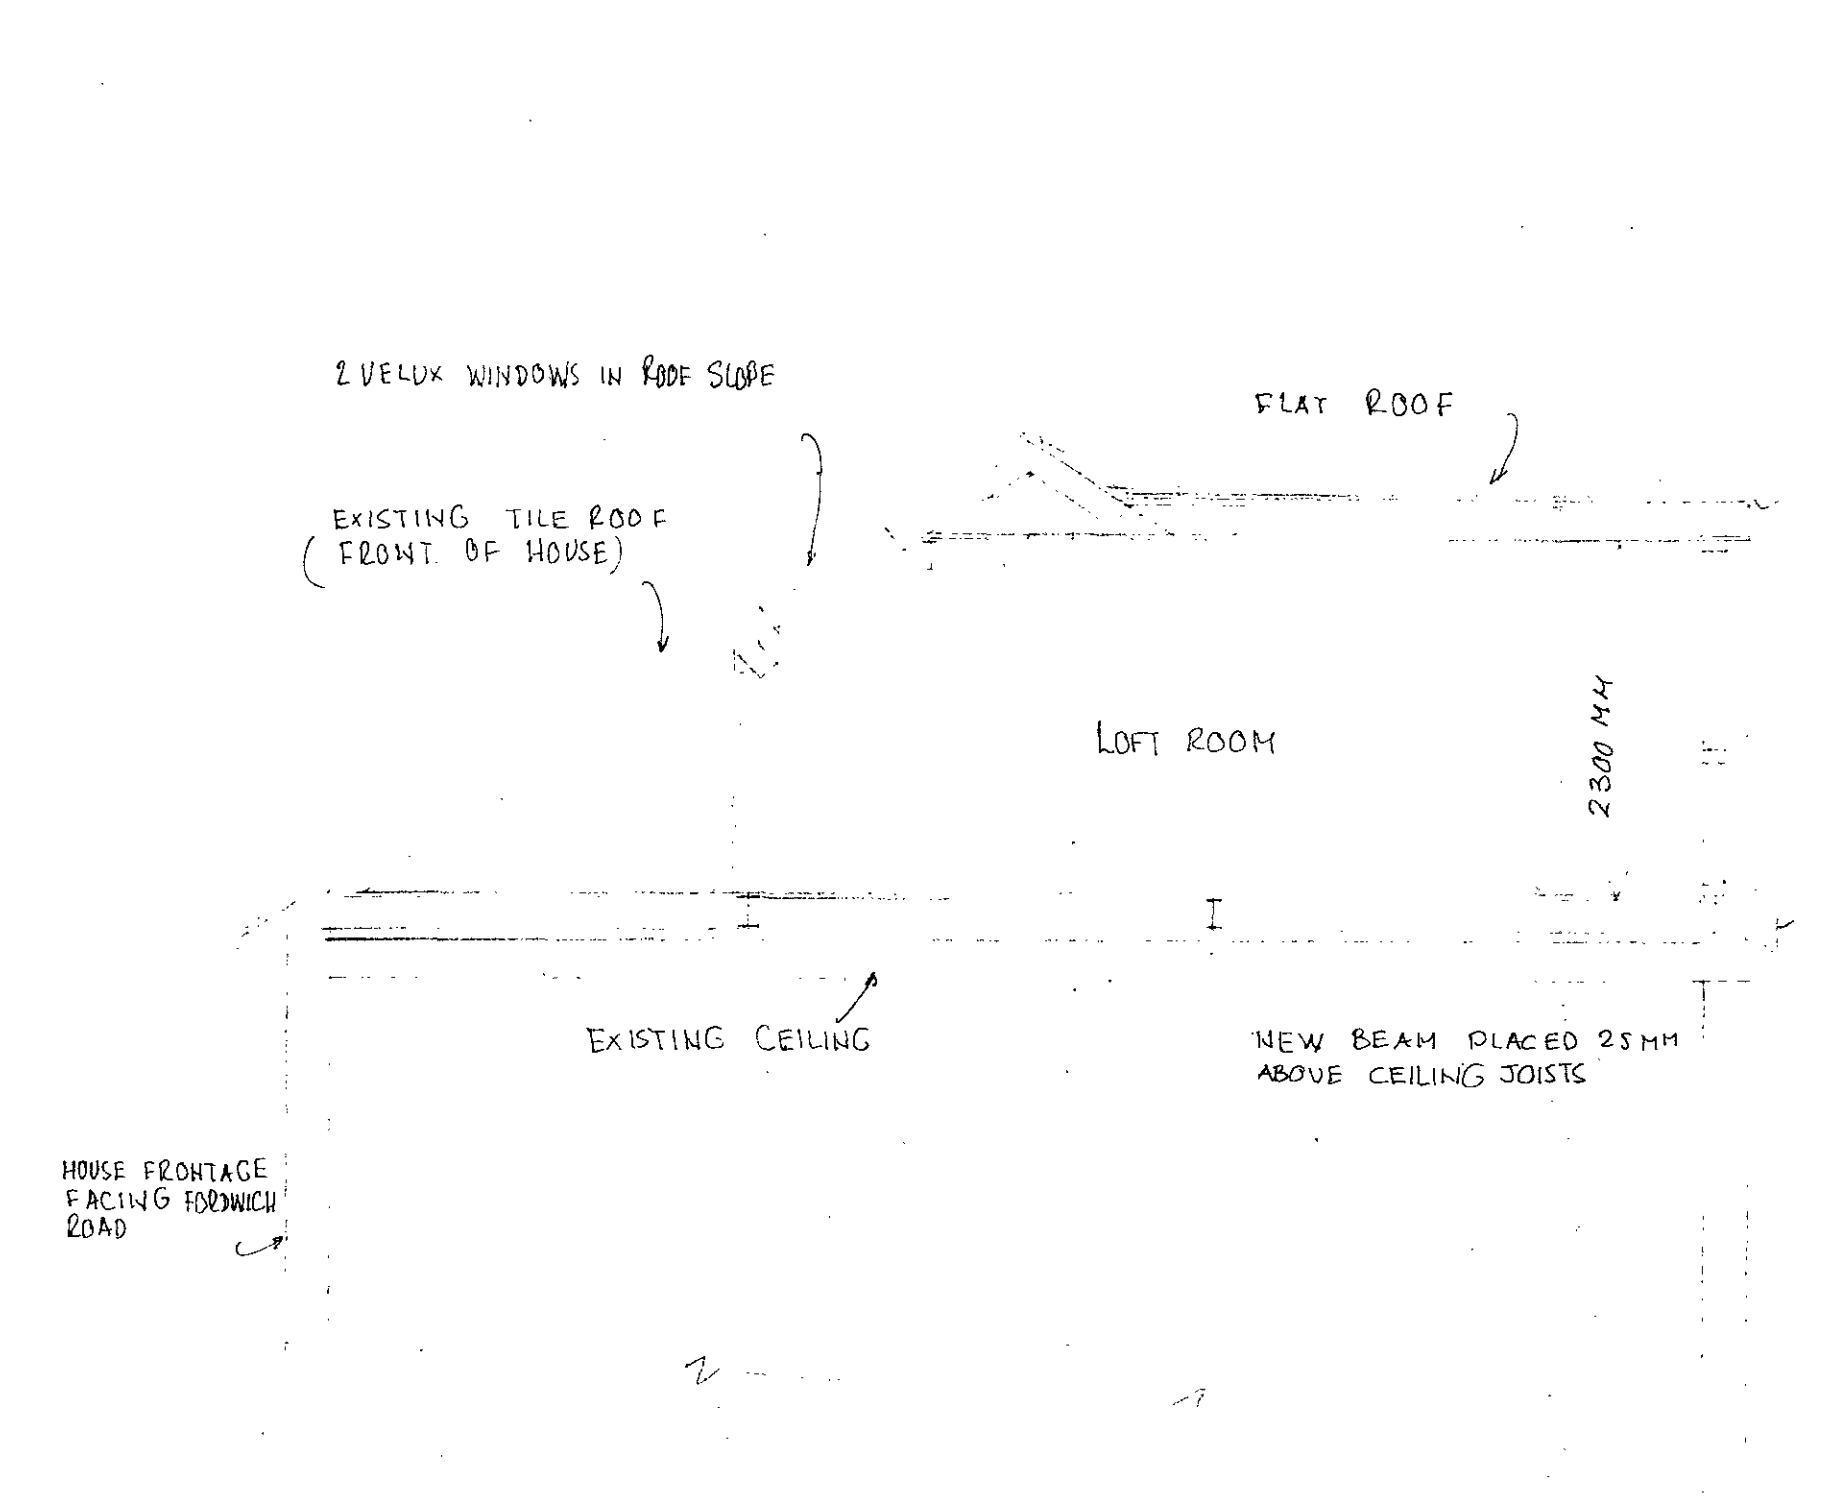 2 VELUX WINDOWS IN ROOF SLOPE
FLAT ROOF
EXISTING TILE ROOF
(FRONT OF HOUSE)
LOFT ROOM
2300 MM
EXISTING CEILING
NEW BEAM PLACED 25MM
ABOVE CEILING JOISTS
HOUSE FRONTAGE
FACING FORDWICH
ROAD